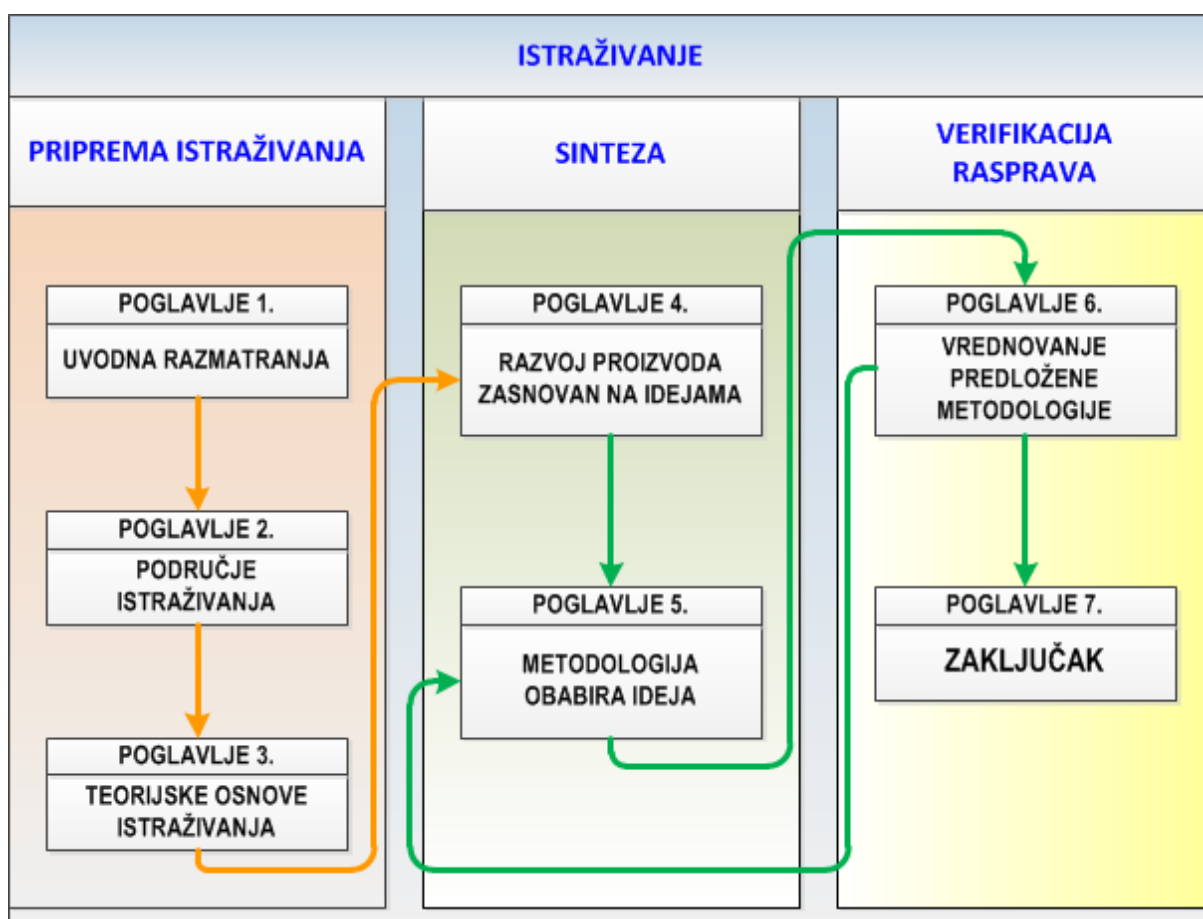 ISTRAŽIVANJE
PRIPREMA ISTRAŽIVANJA
POGLAVLJE 1.
UVODNA RAZMATRANJA
POGLAVLJE 2.
PODRUČJE
ISTRAŽIVANJA
POGLAVLJE 3.
TEORIJSKE OSNOVE
ISTRAŽIVANJA
SINTEZA
POGLAVLJE 4.
RAZVOJ PROIZVODA
ZASNOVAN NA IDEJAMA
POGLAVLJE 5.
METODOLOGIJA
OBABIRA IDEJA
VERIFIKACIJA
RASPRAVA
POGLAVLJE 6.
VREDNOVANJE
PREDLOŽENE
METODOLOGIJE
POGLAVLJE 7.
ZAKLJUČAK